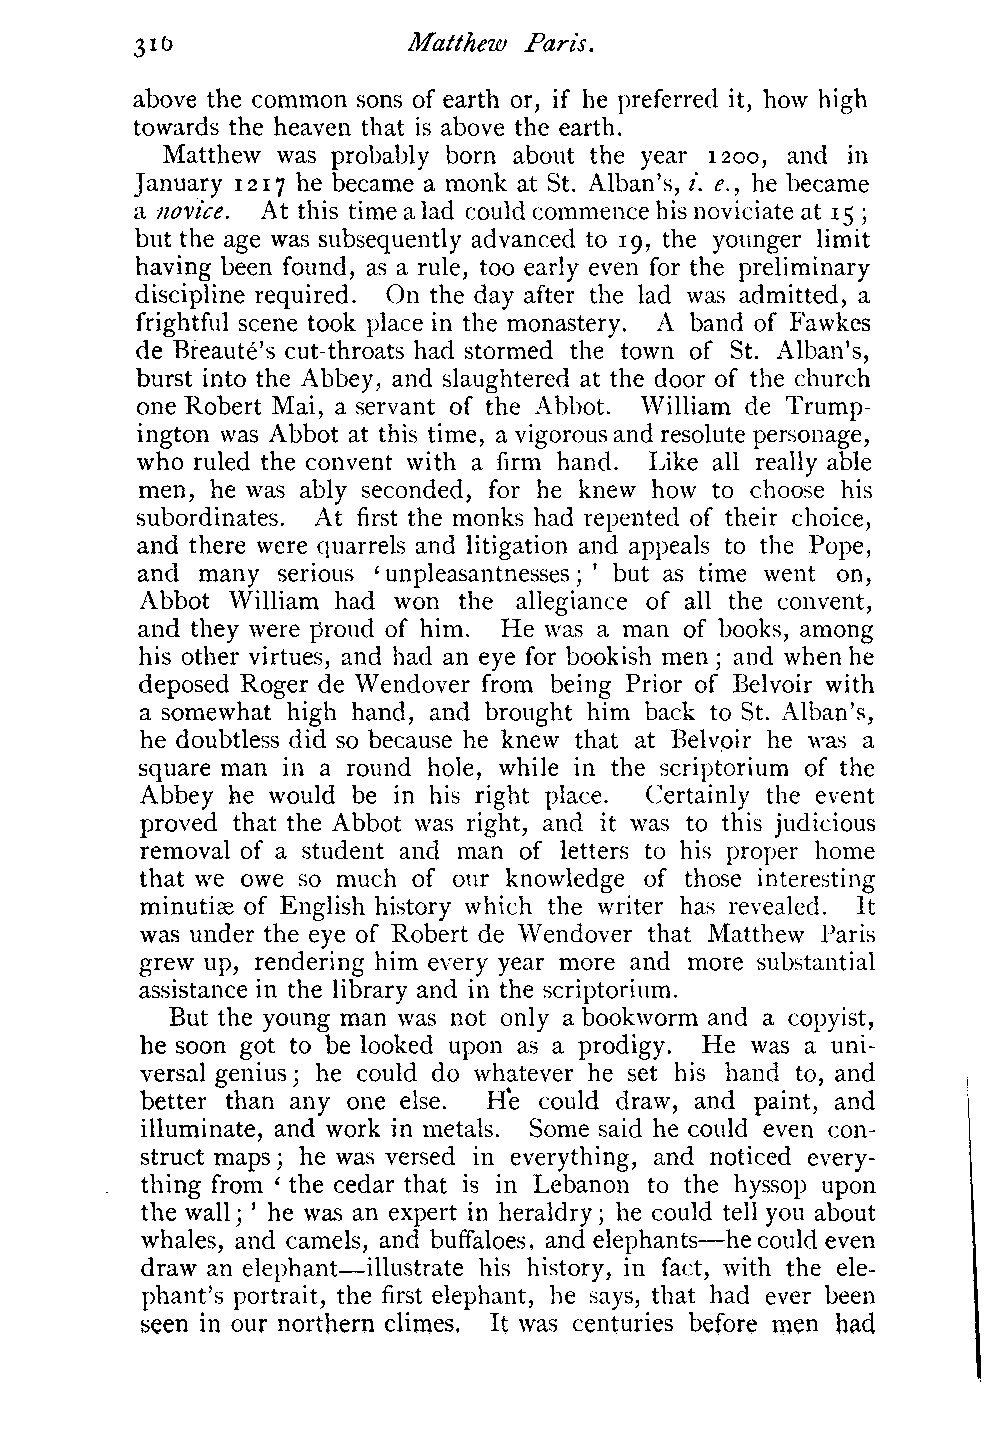 316 Matthew Paris.
above the common sons of earth or, if he preferred it, how high
towards the heaven that is above the earth.
Matthew was probably born about the year 1200, and in
January 1217 he became a monk at St. Alban's, i. e., he became
a novice. At this time a lad could commence his noviciate at 15 ;
but the age was subsequently advanced to 19, the younger limit
having been found, as a rule, too early even for the preliminary
discipline required. On the day after the lad was admitted, a
frightful scene took place in the monastery. A band of Fawkes
de Breauté's cut-throats had stormed the town of St. Alban's,
burst into the Abbey, and slaughtered at the door of the church
one Robert Mai, a servant of the Abbot. William de Trump-
ington was Abbot at this time, a vigorous and resolute personage,
who ruled the convent with a firm hand. Like all really able
men, he was ably seconded, for he knew how to choose his
subordinates. At first the monks had repented of their choice,
and there were quarrels and litigation and appeals to the Pope,
and many serious ‘ unpleasantnesses ; ’ but as time went on,
Abbot William had won the allegiance of all the convent,
and they were proud of him. He was a man of books, among
his other virtues, and had an eye for bookish men ; and when he
deposed Roger de Wendover from being Prior of Belvoir with
a somewhat high hand, and brought him back to St. Alban's,
he doubtless did so because he knew that at Belvoir he was a
square man in a round hole, while in the scriptorium of the
Abbey he would be in his right place. Certainly the event
proved that the Abbot was right, and it was to this judicious
removal of a student and man of letters to his proper home
that we owe so much of our knowledge of those interesting
minutiæ of English history which the writer has revealed. It
was under the eye of Robert de Wendover that Matthew Paris
grew up, rendering him every year more and more substantial
assistance in the library and in the scriptorium.
But the young man was not only a bookworm and a copyist,
he soon got to be looked upon as a prodigy. He was a uni-
versal genius ; he could do whatever he set his hand to, and
better than any one else. He could draw, and paint, and
illuminate, and work in metals. Some said he could even con-
struct maps ; he was versed in everything, and noticed every-
thing from ‘ the cedar that is in Lebanon to the hyssop upon
the wall ; ’ he was an expert in heraldry ; he could tell you about
whales, and camels, and buffaloes, and elephants—he could even
draw an elephant—illustrate his history, in fact, with the ele-
phant's portrait, the first elephant, he says, that had ever been
seen in our northern climes. It was centuries before men had